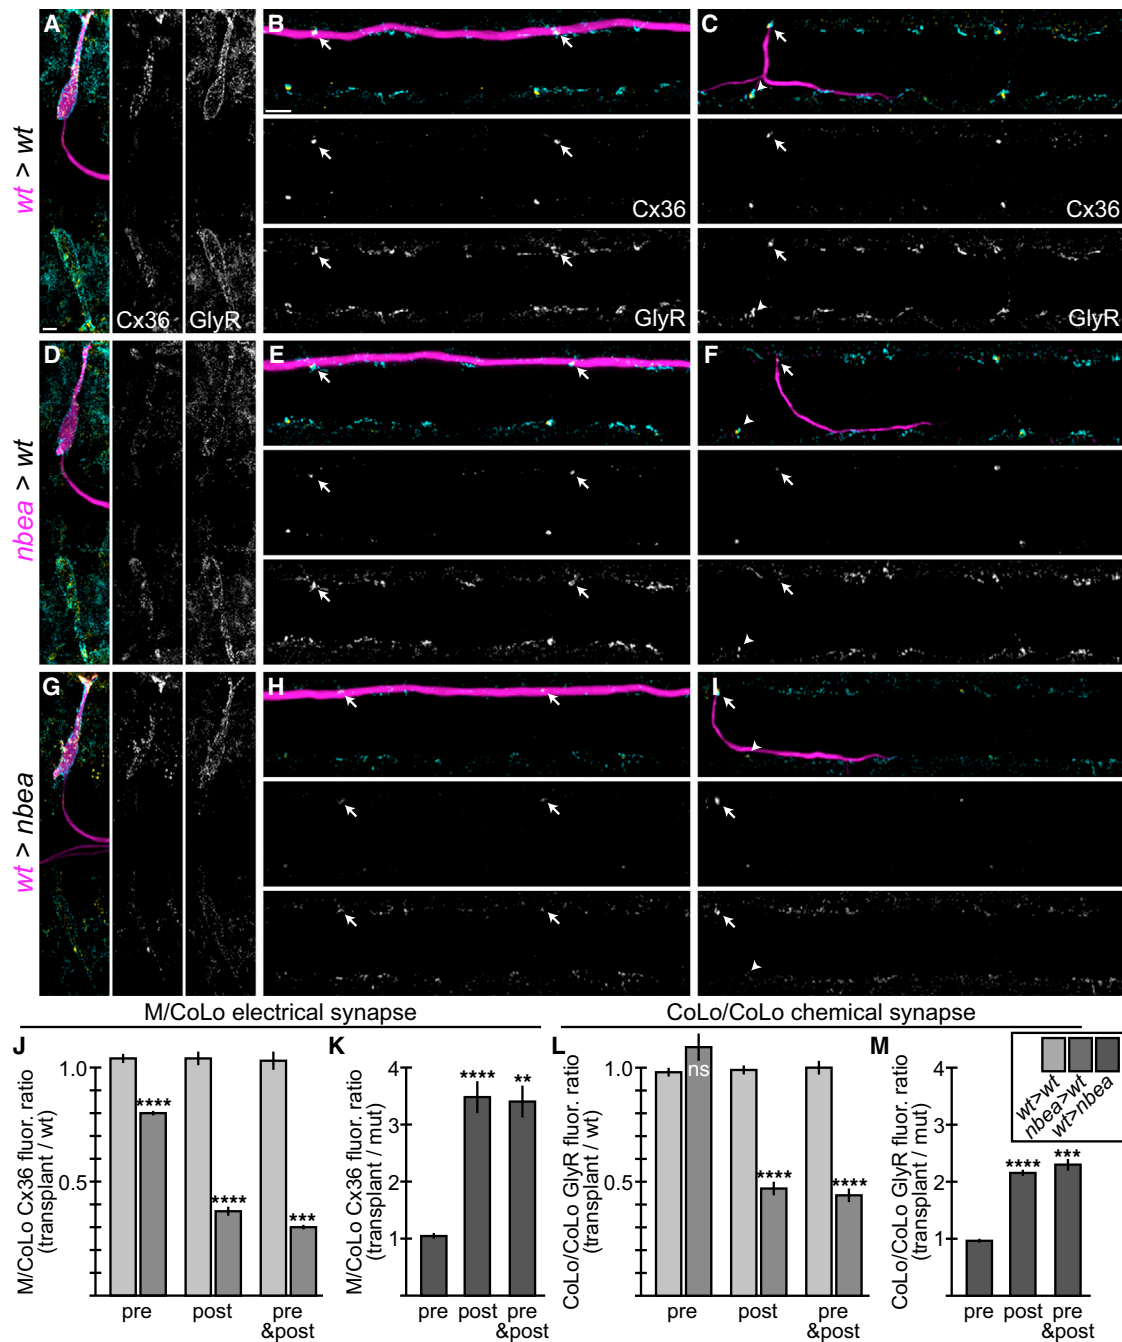 A
B
C
wt > wt
Cx36
GlyR
Cx36
GlyR
Cx36
GlyR
D
E
F
nbea > wt
G
H
I
wt > nbea
M/CoLo electrical synapse
CoLo/CoLo chemical synapse
J
M/CoLo Cx36 fluor. ratio
(transplant / wt)
1.0
0.5
****
****
***
pre
post
pre
&post
K
M/CoLo Cx36 fluor. ratio
(transplant / mut)
4
3
2
1
****
**
pre
post
pre
&post
L
CoLo/CoLo GlyR fluor. ratio
(transplant / wt)
1.0
0.5
ns
****
****
pre
post
pre
&post
M
CoLo/CoLo GlyR fluor. ratio
(transplant / mut)
4
3
2
1
****
***
pre
post
pre
&post
wt>wt
nbea>wt
wt>nbea